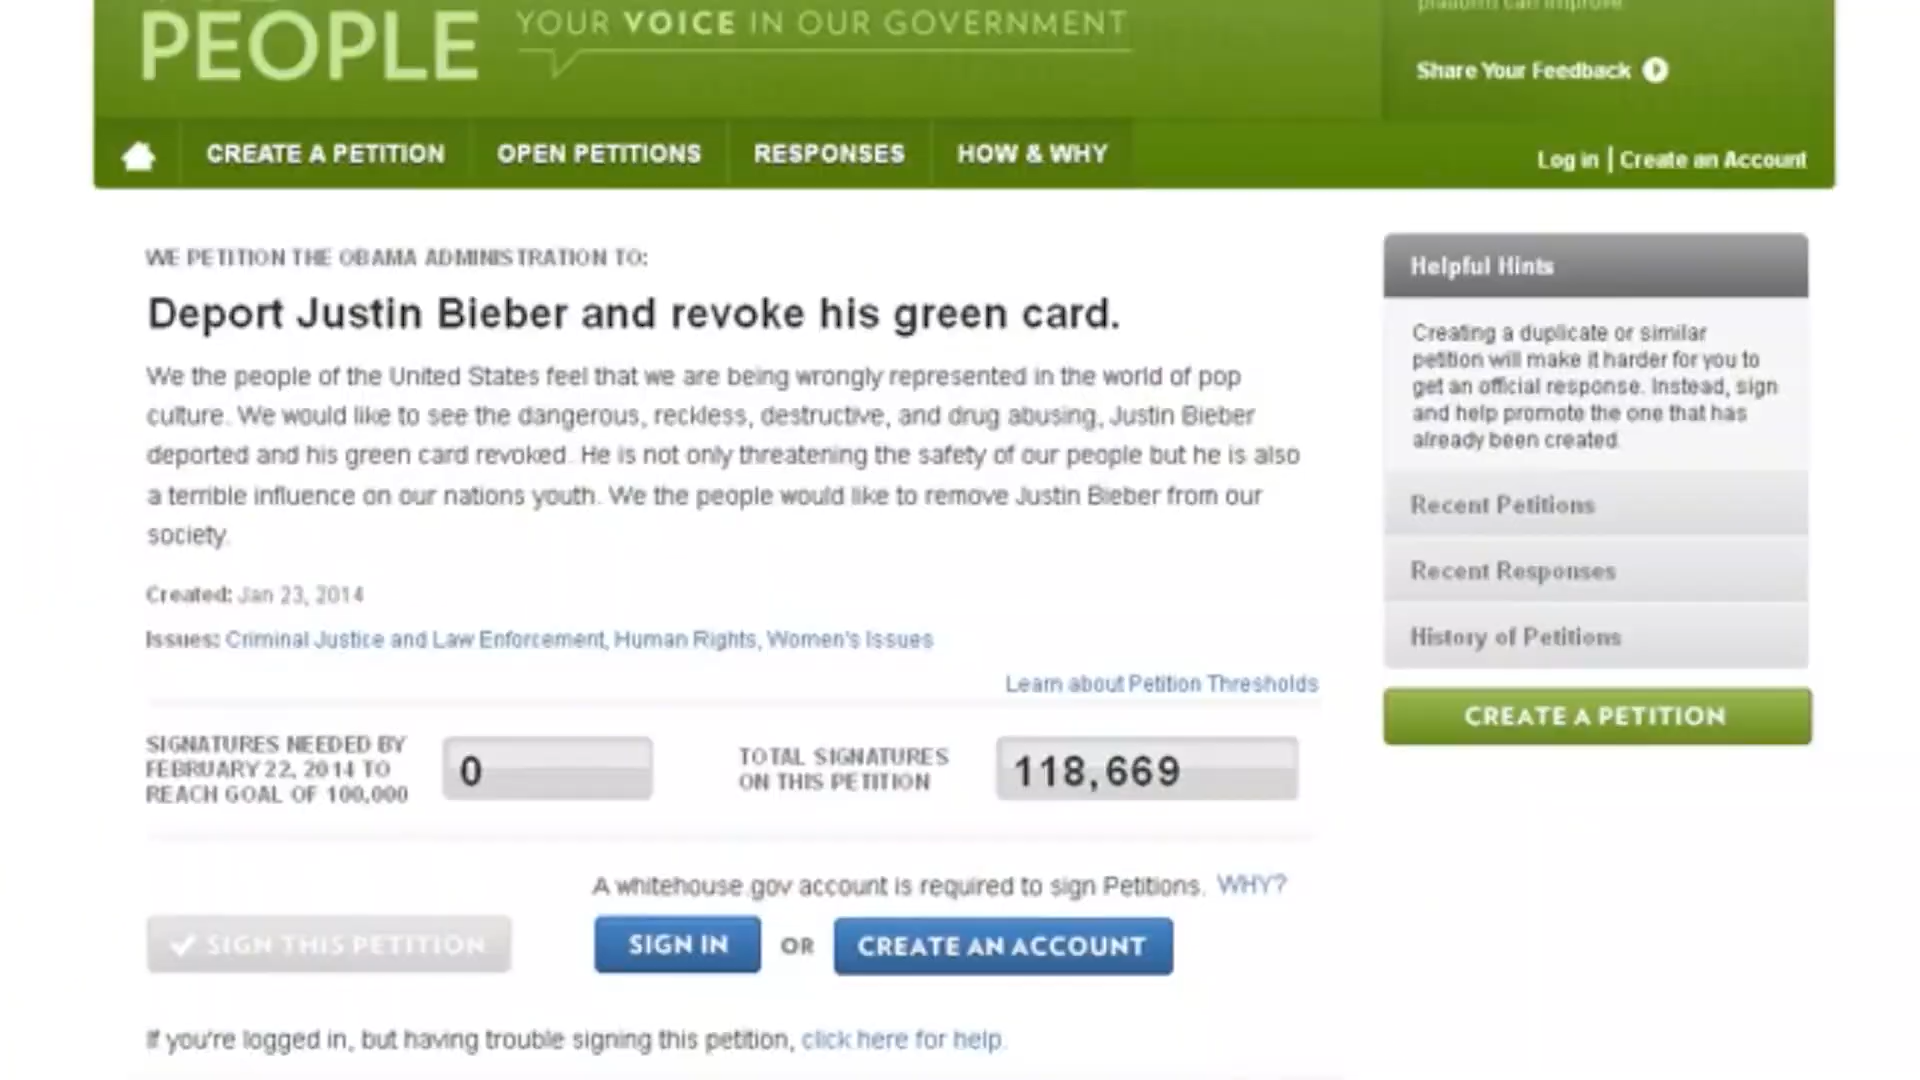 PEOPLE
YOUR VOICE IN OUR GOVERNMENT
platform can improve.
Share Your Feedback
CREATE A PETITION
OPEN PETITIONS
RESPONSES
HOW & WHY
Log in | Create an Account
WE PETITION THE OBAMA ADMINISTRATION TO:
Deport Justin Bieber and revoke his green card.
We the people of the United States feel that we are being wrongly represented in the world of pop
culture. We would like to see the dangerous, reckless, destructive, and drug abusing, Justin Bieber
deported and his green card revoked. He is not only threatening the safety of our people but he is also
a terrible influence on our nations youth. We the people would like to remove Justin Bieber from our
society.
Created: Jan 23, 2014
Issues: Criminal Justice and Law Enforcement, Human Rights, Women's Issues
Learn about Petition Thresholds
SIGNATURES NEEDED BY
FEBRUARY 22, 2014 TO
REACH GOAL OF 100,000
0
TOTAL SIGNATURES
ON THIS PETITION
118,669
A whitehouse.gov account is required to sign Petitions. WHY?
SIGN THIS PETITION
SIGN IN
OR
CREATE AN ACCOUNT
If you're logged in, but having trouble signing this petition, click here for help.
Helpful Hints
Creating a duplicate or similar
petition will make it harder for you to
get an official response. Instead, sign
and help promote the one that has
already been created.
Recent Petitions
Recent Responses
History of Petitions
CREATE A PETITION